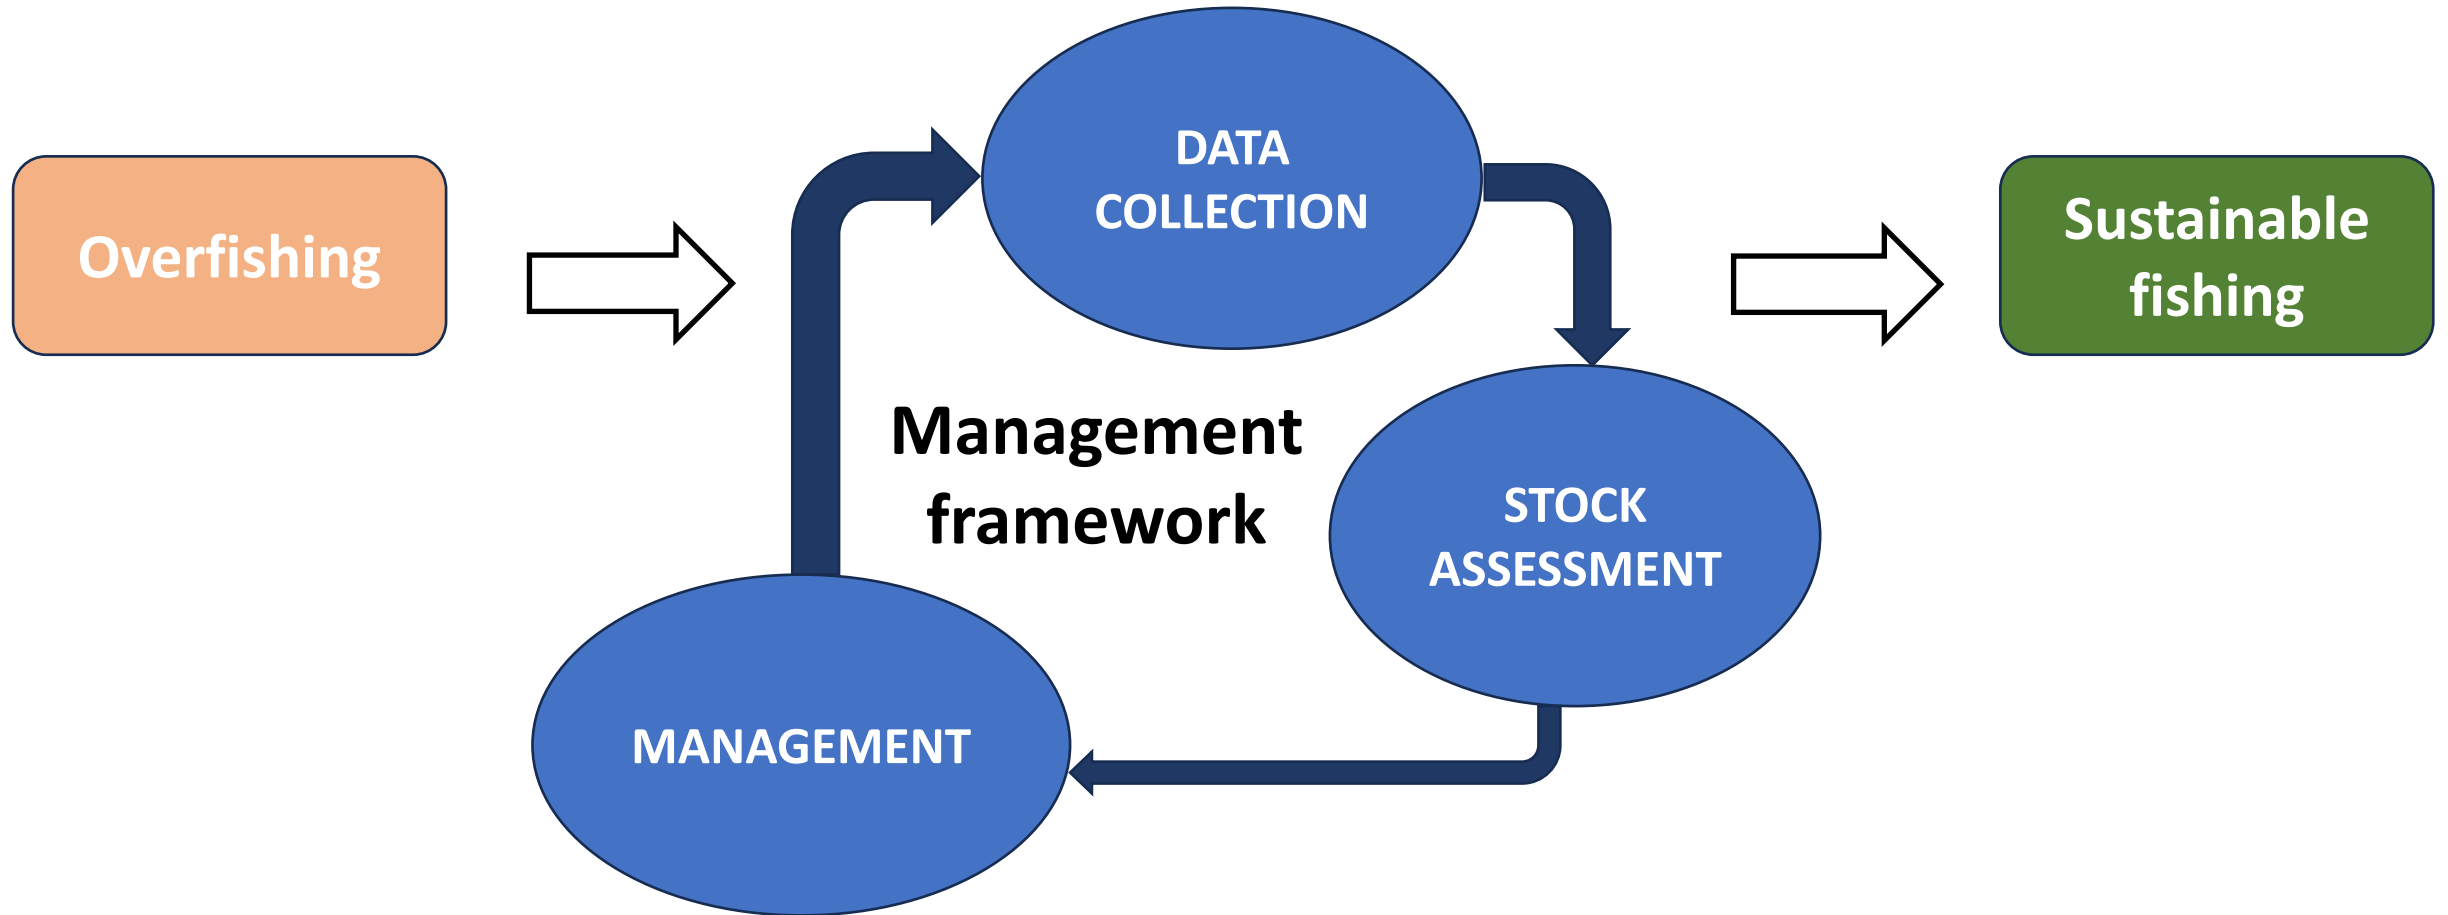 Overfishing
DATA
COLLECTION
Sustainable
fishing
Management
framework
STOCK
ASSESSMENT
MANAGEMENT